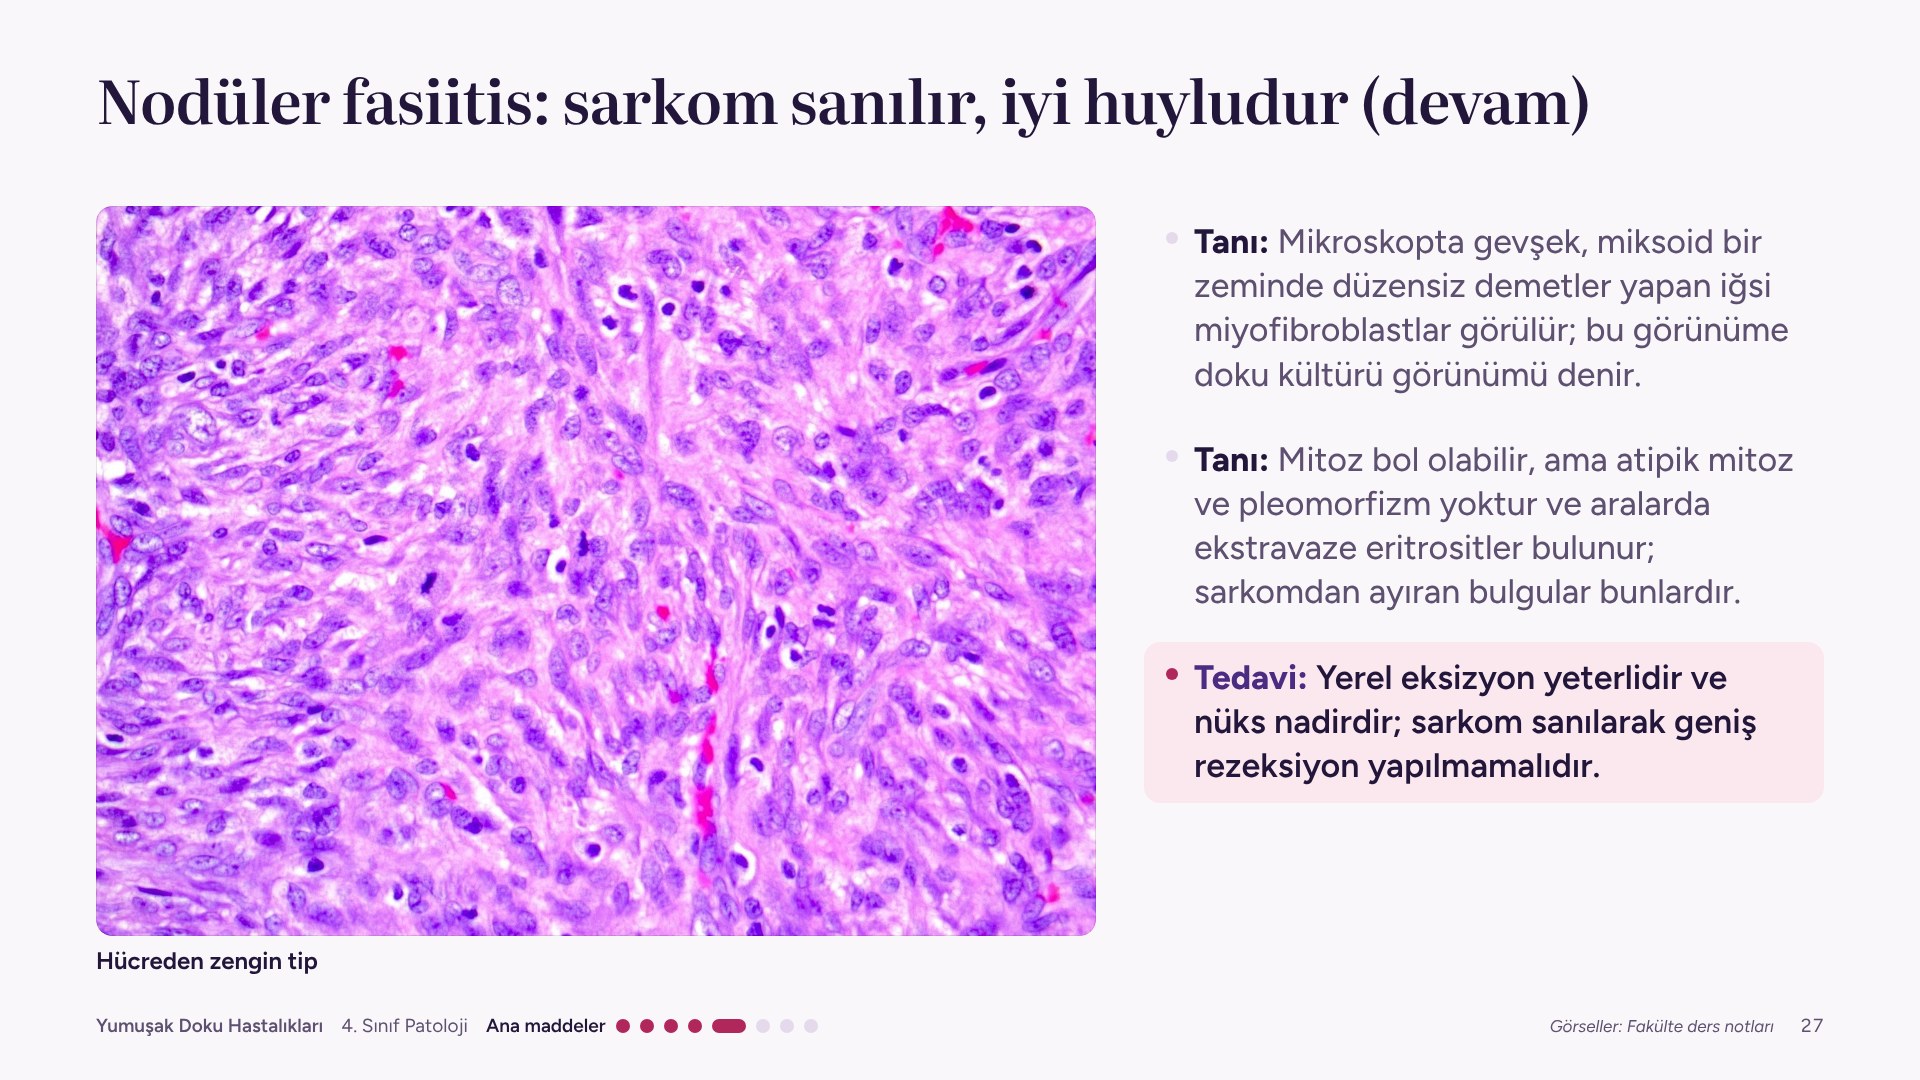 Nodüler fasiitis: sarkom sanılır, iyi huyludur (devam)
Tanı: Mikroskopta gevşek, miksoid bir
zeminde düzensiz demetler yapan iğsi
miyofibroblastlar görülür; bu görünüme
doku kültürü görünümü denir.
Tanı: Mitoz bol olabilir, ama atipik mitoz
ve pleomorfizm yoktur ve aralarda
ekstravaze eritrositler bulunur;
sarkomdan ayıran bulgular bunlardır.
Tedavi: Yerel eksizyon yeterlidir ve
nüks nadirdir; sarkom sanılarak geniş
rezeksiyon yapılmamalıdır.
Hücreden zengin tip
Yumuşak Doku Hastalıkları 4. Sınıf Patoloji Ana maddeler
Görseller: Fakülte ders notları 27